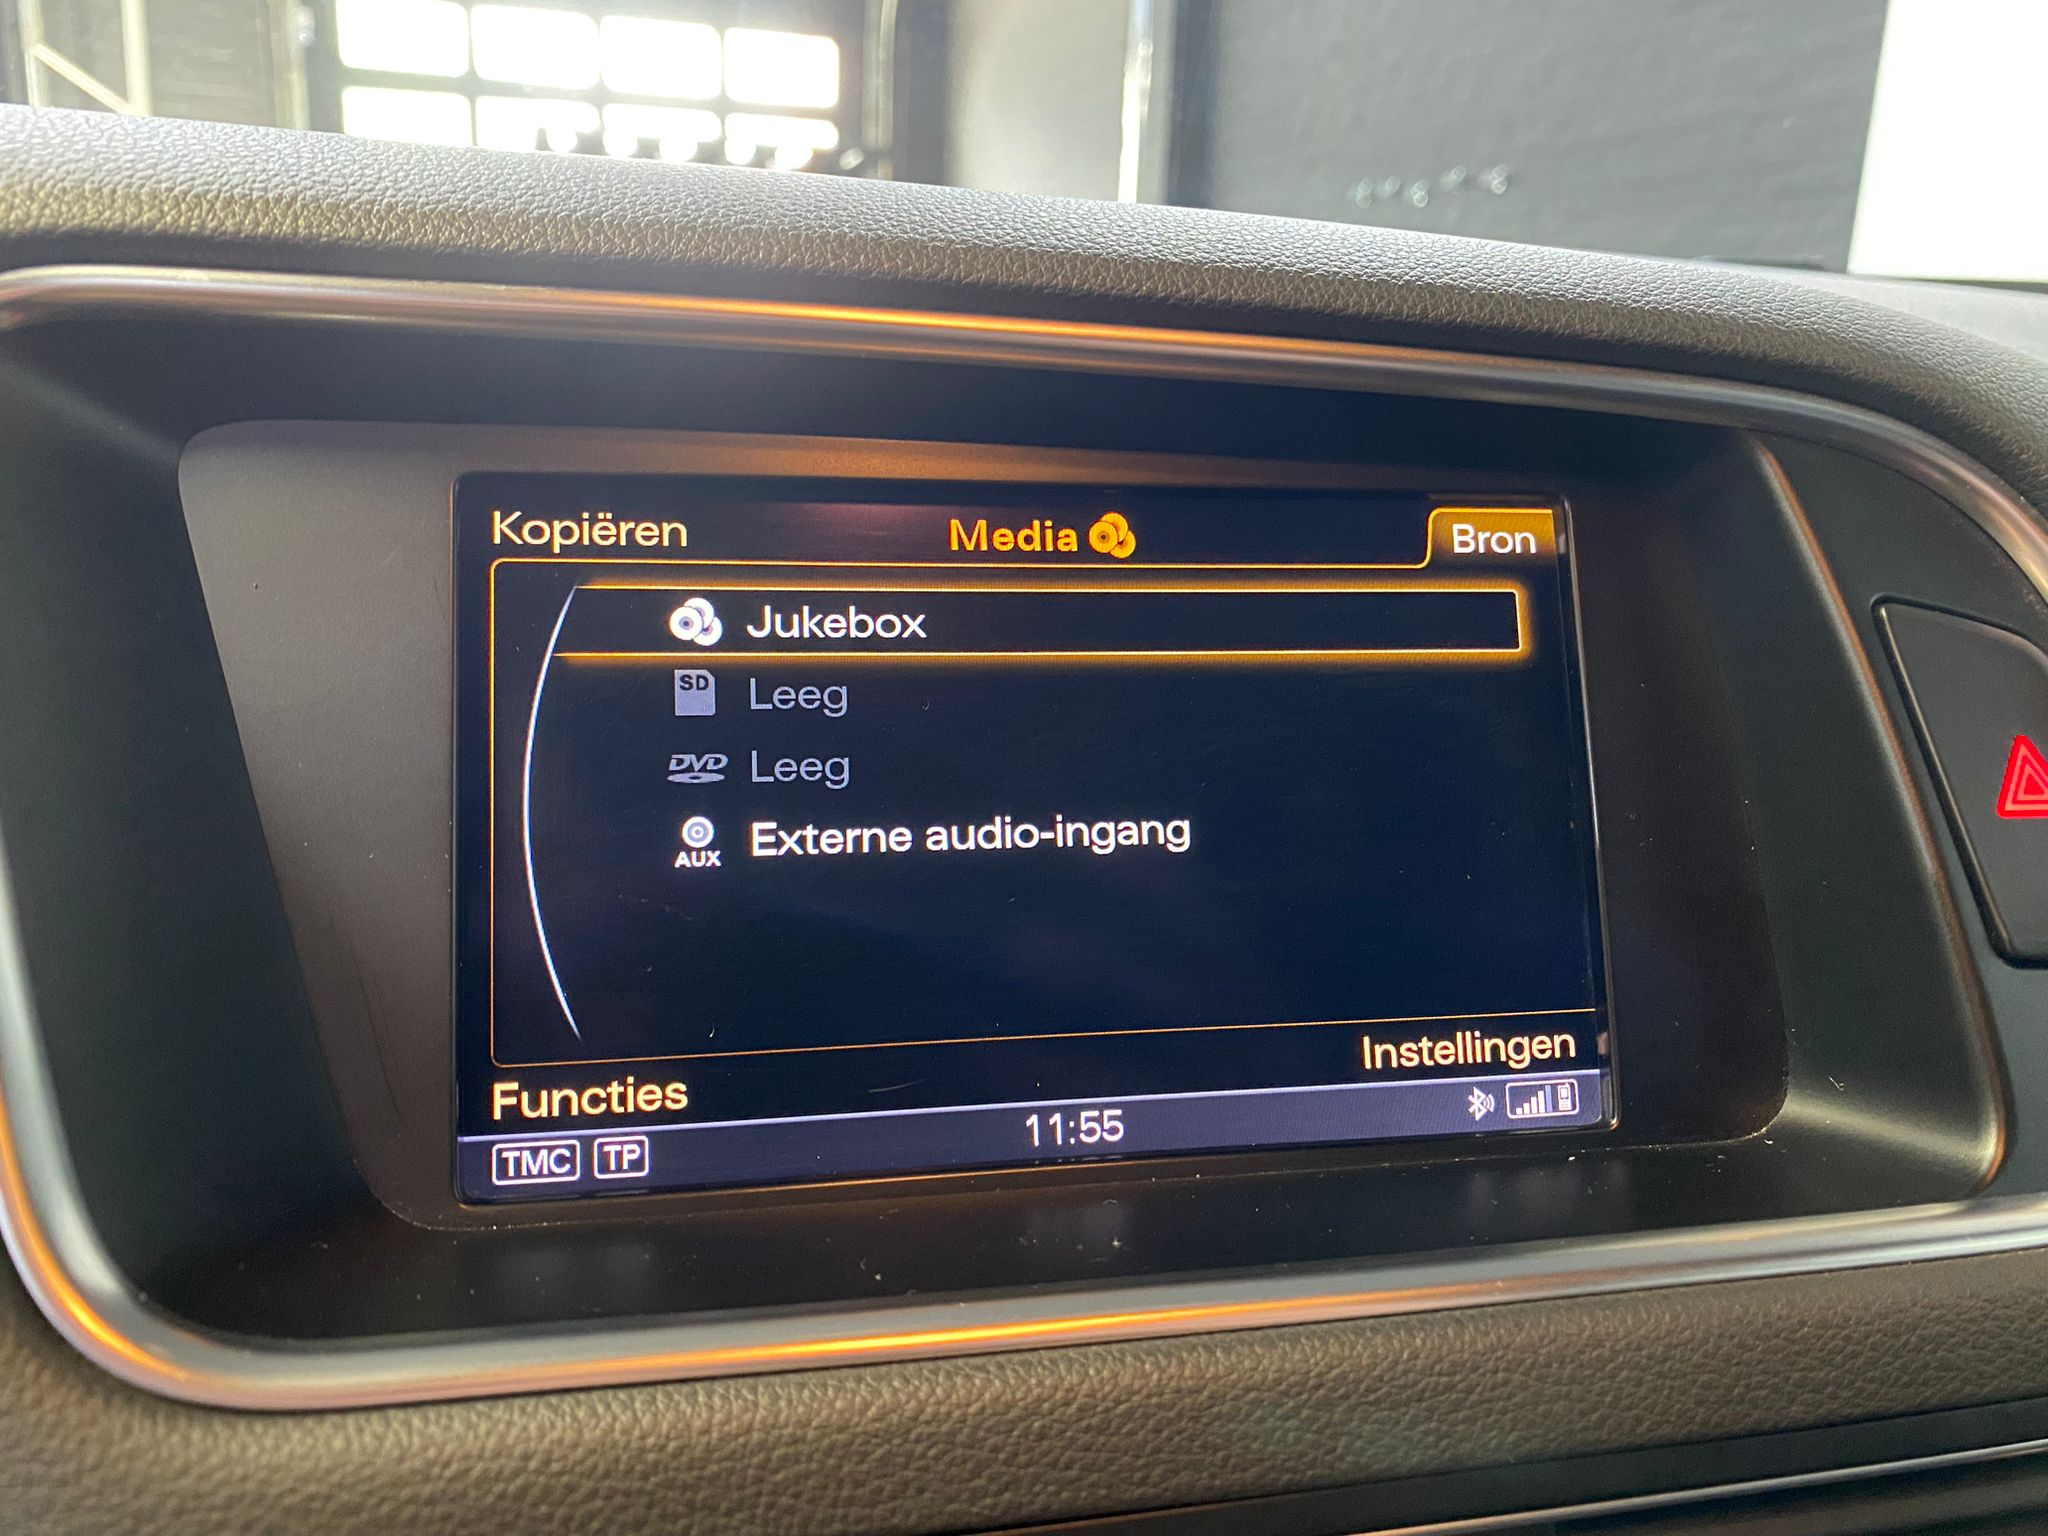 Kopiëren Media Bron
Jukebox
SD Leeg
DVD Leeg
AUX Externe audio-ingang
Instellingen
Functies
TMC TP 11:55